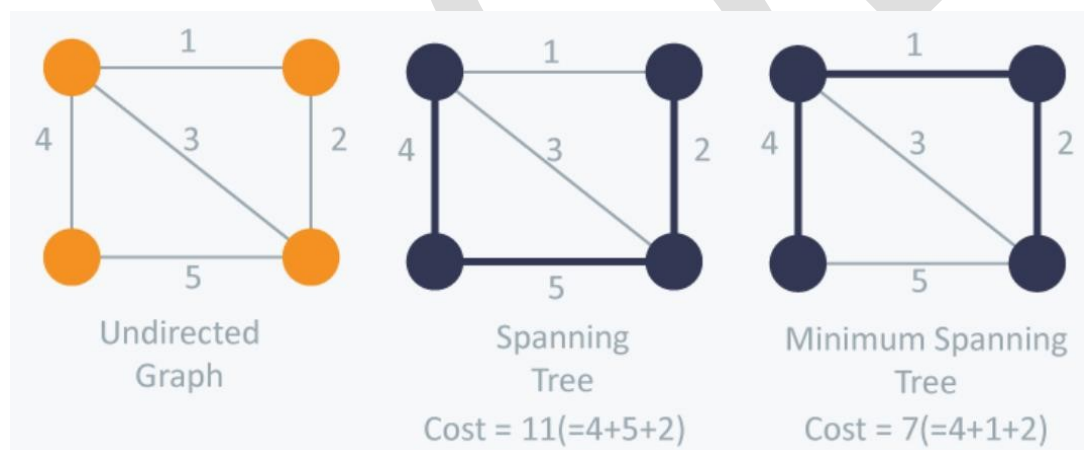 1
4
3
2
5
Undirected
Graph
1
4
3
2
5
Spanning
Tree
Cost = 11(=4+5+2)
1
4
3
2
5
Minimum Spanning
Tree
Cost = 7(=4+1+2)